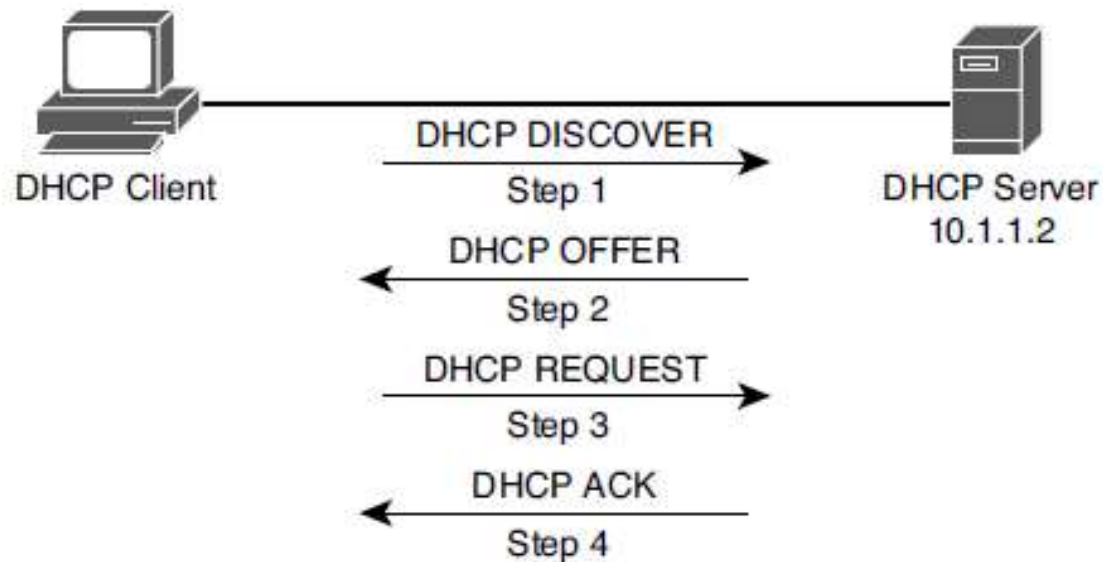 DHCP DISCOVER
Step 1
DHCP Client
DHCP Server
10.1.1.2
DHCP OFFER
Step 2
DHCP REQUEST
Step 3
DHCP ACK
Step 4